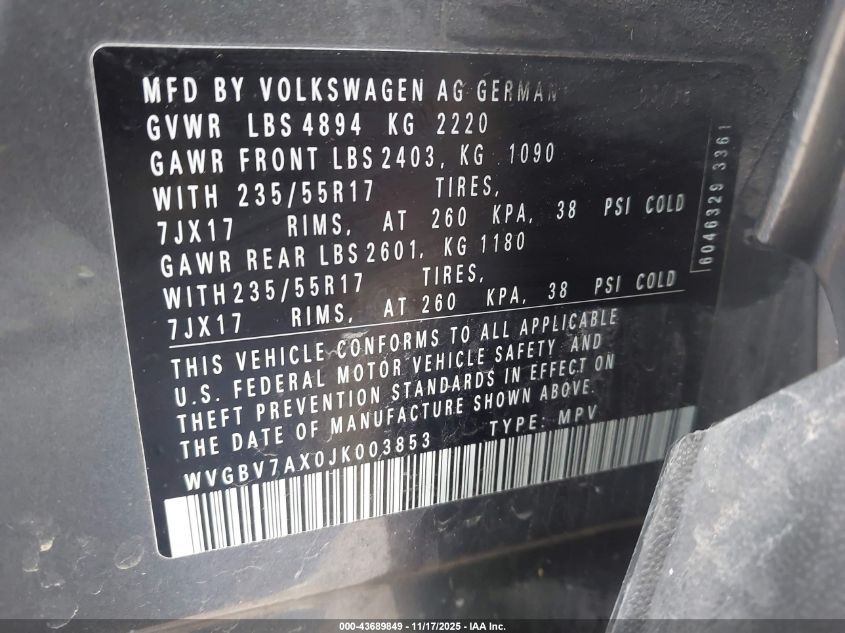 MFD BY VOLKSWAGEN AG GERMAN
GVWR LBS 4894 KG 2220
GAWR FRONT LBS 2403, KG 1090
WITH 235/55R17 TIRES,
7JX17 RIMS, AT 260 KPA, 38 PSI COLD
GAWR REAR LBS 2601, KG 1180
WITH 235/55R17 TIRES,
7JX17 RIMS, AT 260 KPA, 38 PSI COLD
THIS VEHICLE CONFORMS TO ALL APPLICABLE
U.S. FEDERAL MOTOR VEHICLE SAFETY AND
THEFT PREVENTION STANDARDS IN EFFECT ON
THE DATE OF MANUFACTURE SHOWN ABOVE.
WVGBV7AX0JK003853 TYPE: MPV
6046329 3361
000-43689849 - 11/17/2025 - IAA Inc.